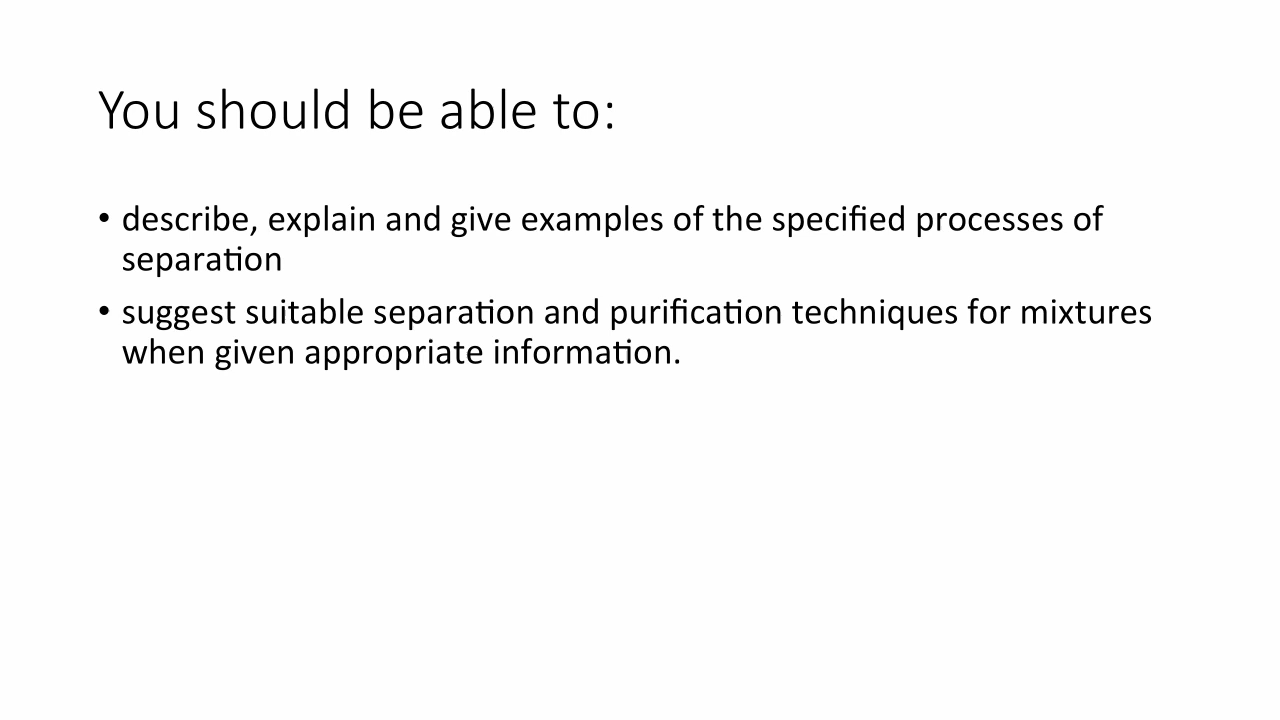 You should be able to:
• describe, explain and give examples of the specified processes of
separation
• suggest suitable separation and purification techniques for mixtures
when given appropriate information.